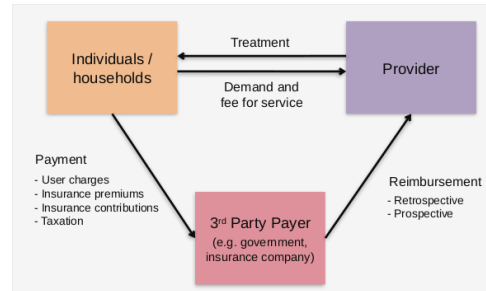 Treatment
Individuals /
households
Provider
Demand and
fee for service
Payment
- User charges
- Insurance premiums
- Insurance contributions
- Taxation
Reimbursement
- Retrospective
- Prospective
3rd Party Payer
(e.g. government,
insurance company)